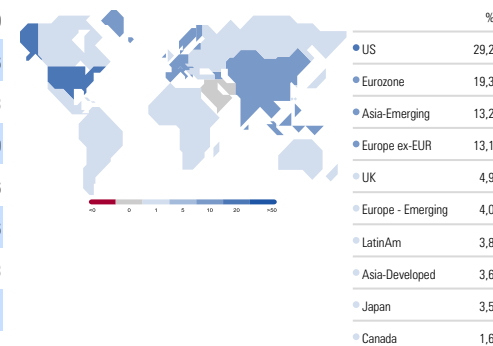 %
US 29,2
Eurozone 19,3
Asia-Emerging 13,2
Europe ex-EUR 13,1
UK 4,9
Europe - Emerging 4,0
LatinAm 3,8
Asia-Developed 3,6
Japan 3,5
Canada 1,6
<0 0 1 5 10 20 >50